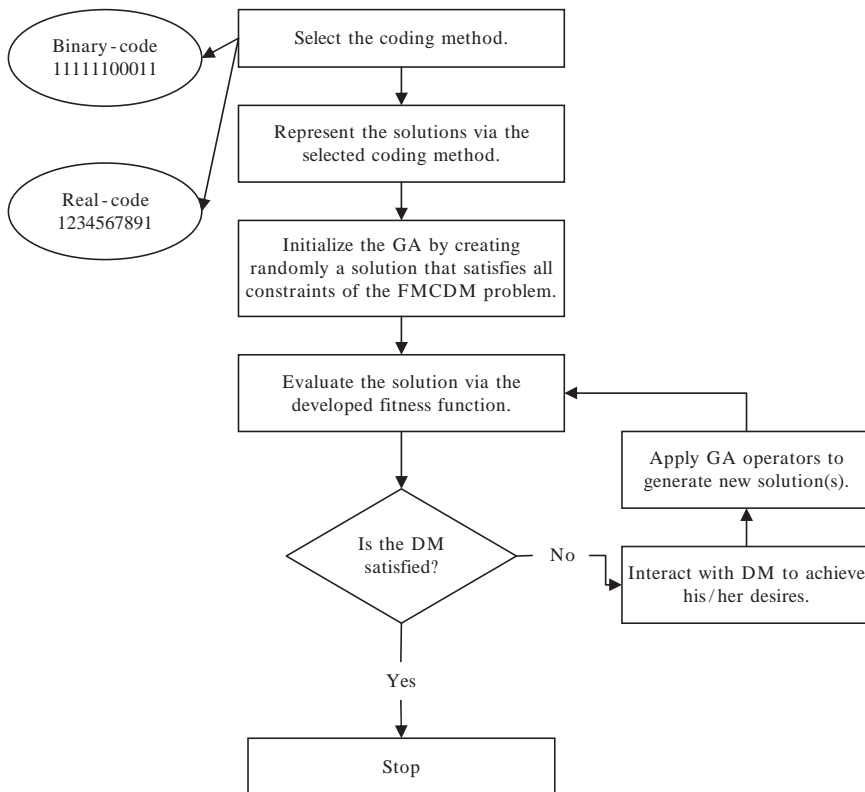 Select the coding method.
Binary-code
11111100011
Represent the solutions via the
selected coding method.
Real-code
1234567891
Initialize the GA by creating
randomly a solution that satisfies all
constraints of the FMCDM problem.
Evaluate the solution via the
developed fitness function.
Apply GA operators to
generate new solution(s).
Is the DM
satisfied?
No
Interact with DM to achieve
his/her desires.
Yes
Stop